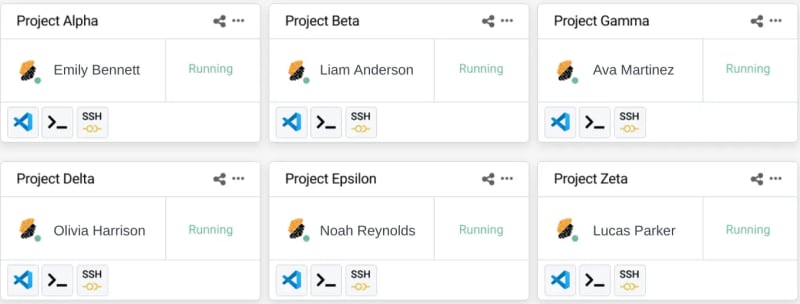 Project Alpha
Emily Bennett
Running
SSH
Project Beta
Liam Anderson
Running
SSH
Project Gamma
Ava Martinez
Running
SSH
Project Delta
Olivia Harrison
Running
SSH
Project Epsilon
Noah Reynolds
Running
SSH
Project Zeta
Lucas Parker
Running
SSH